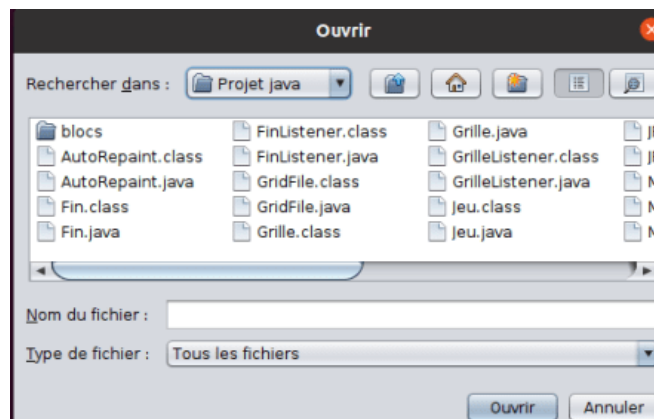 Ouvrir
Rechercher dans :
Projet java
blocs
AutoRepaint.class
AutoRepaint.java
Fin.class
Fin.java
FinListener.class
FinListener.java
GridFile.class
GridFile.java
Grille.class
Grille.java
GrilleListener.class
GrilleListener.java
Jeu.class
Jeu.java
Nom du fichier :
Type de fichier :
Tous les fichiers
Ouvrir
Annuler